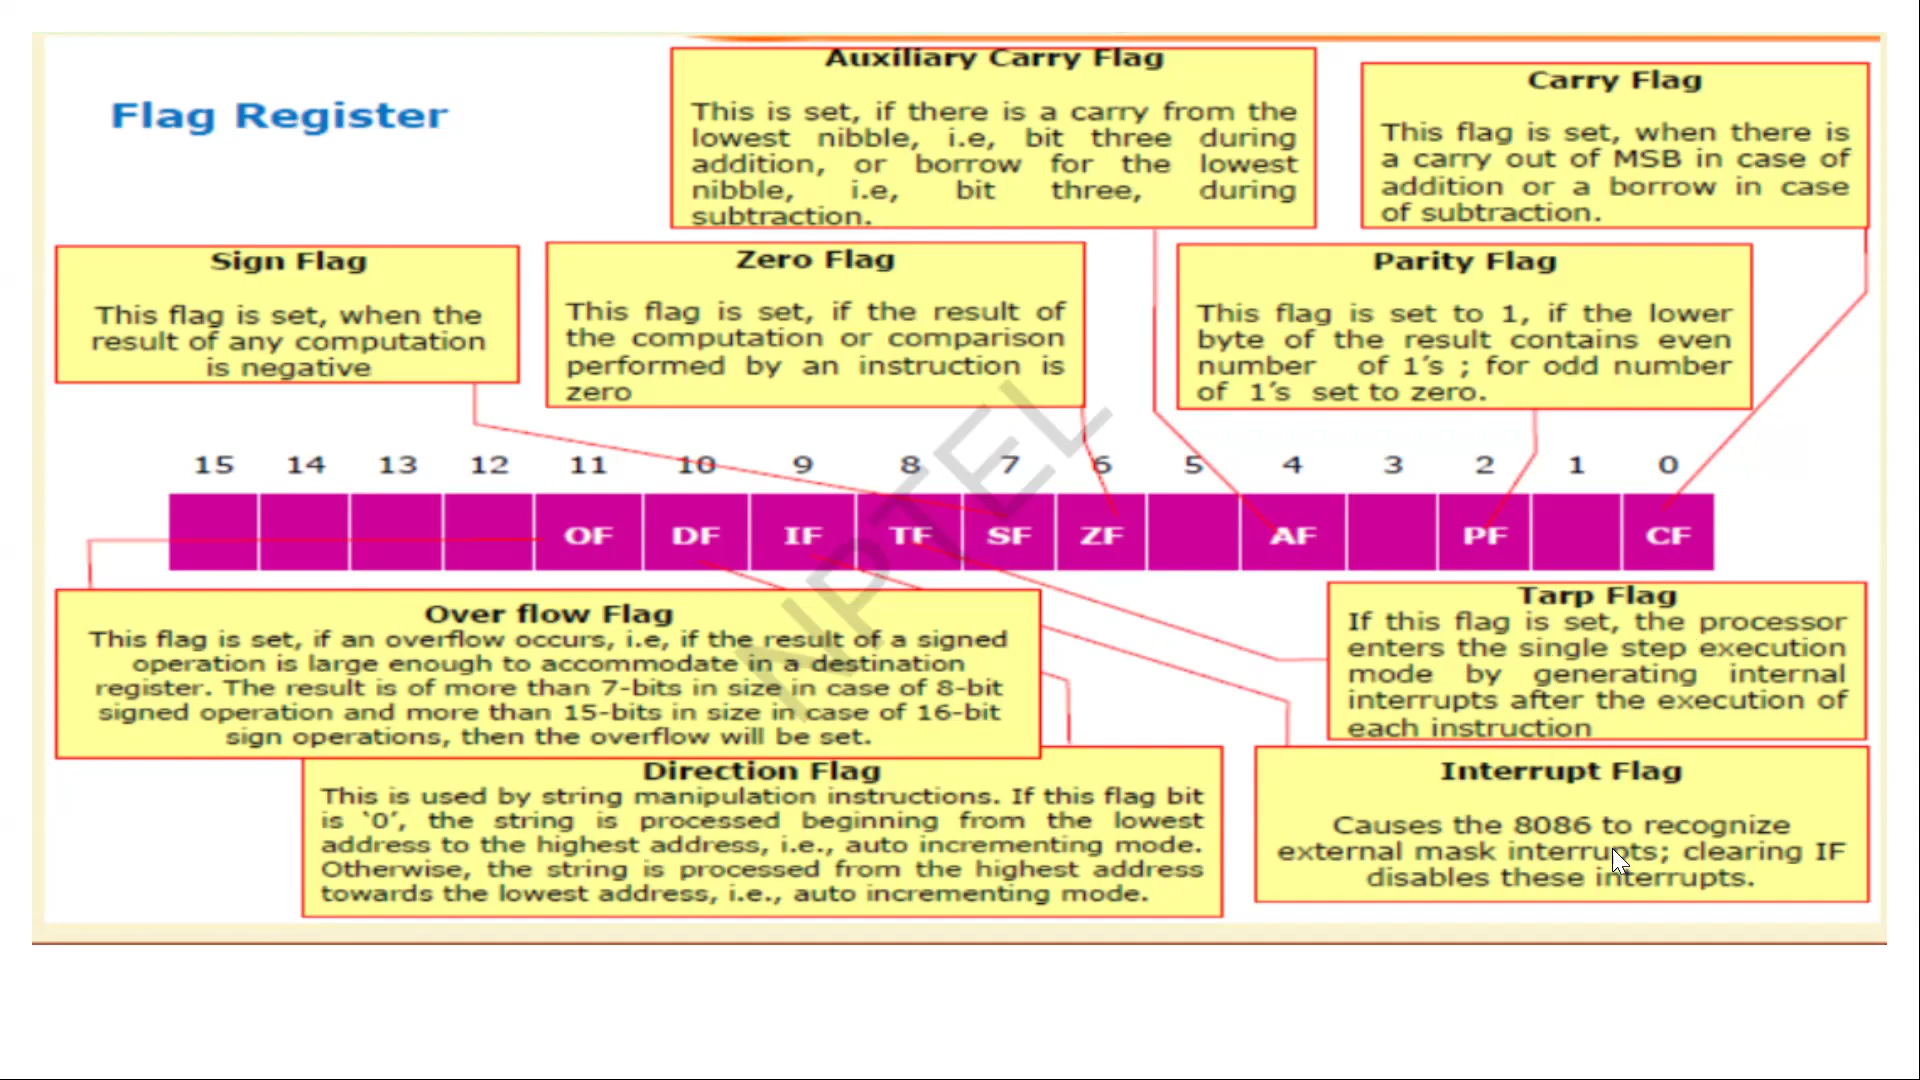 Flag Register
Auxiliary Carry Flag
This is set, if there is a carry from the
lowest nibble, i.e, bit three during
addition, or borrow for the lowest
nibble, i.e, bit three, during
subtraction.
Carry Flag
This flag is set, when there is
a carry out of MSB in case of
addition or a borrow in case
of subtraction.
Sign Flag
This flag is set, when the
result of any computation
is negative
Zero Flag
This flag is set, if the result of
the computation or comparison
performed by an instruction is
zero
Parity Flag
This flag is set to 1, if the lower
byte of the result contains even
number of 1’s ; for odd number
of 1’s set to zero.
15 14 13 12 11 10 9 8 7 6 5 4 3 2 1 0
OF DF IF TF SF ZF AF PF CF
NPTEL
Over flow Flag
This flag is set, if an overflow occurs, i.e, if the result of a signed
operation is large enough to accommodate in a destination
register. The result is of more than 7-bits in size in case of 8-bit
signed operation and more than 15-bits in size in case of 16-bit
sign operations, then the overflow will be set.
Tarp Flag
If this flag is set, the processor
enters the single step execution
mode by generating internal
interrupts after the execution of
each instruction
Direction Flag
This is used by string manipulation instructions. If this flag bit
is ‘0’, the string is processed beginning from the lowest
address to the highest address, i.e., auto incrementing mode.
Otherwise, the string is processed from the highest address
towards the lowest address, i.e., auto incrementing mode.
Interrupt Flag
Causes the 8086 to recognize
external mask interrupts; clearing IF
disables these interrupts.